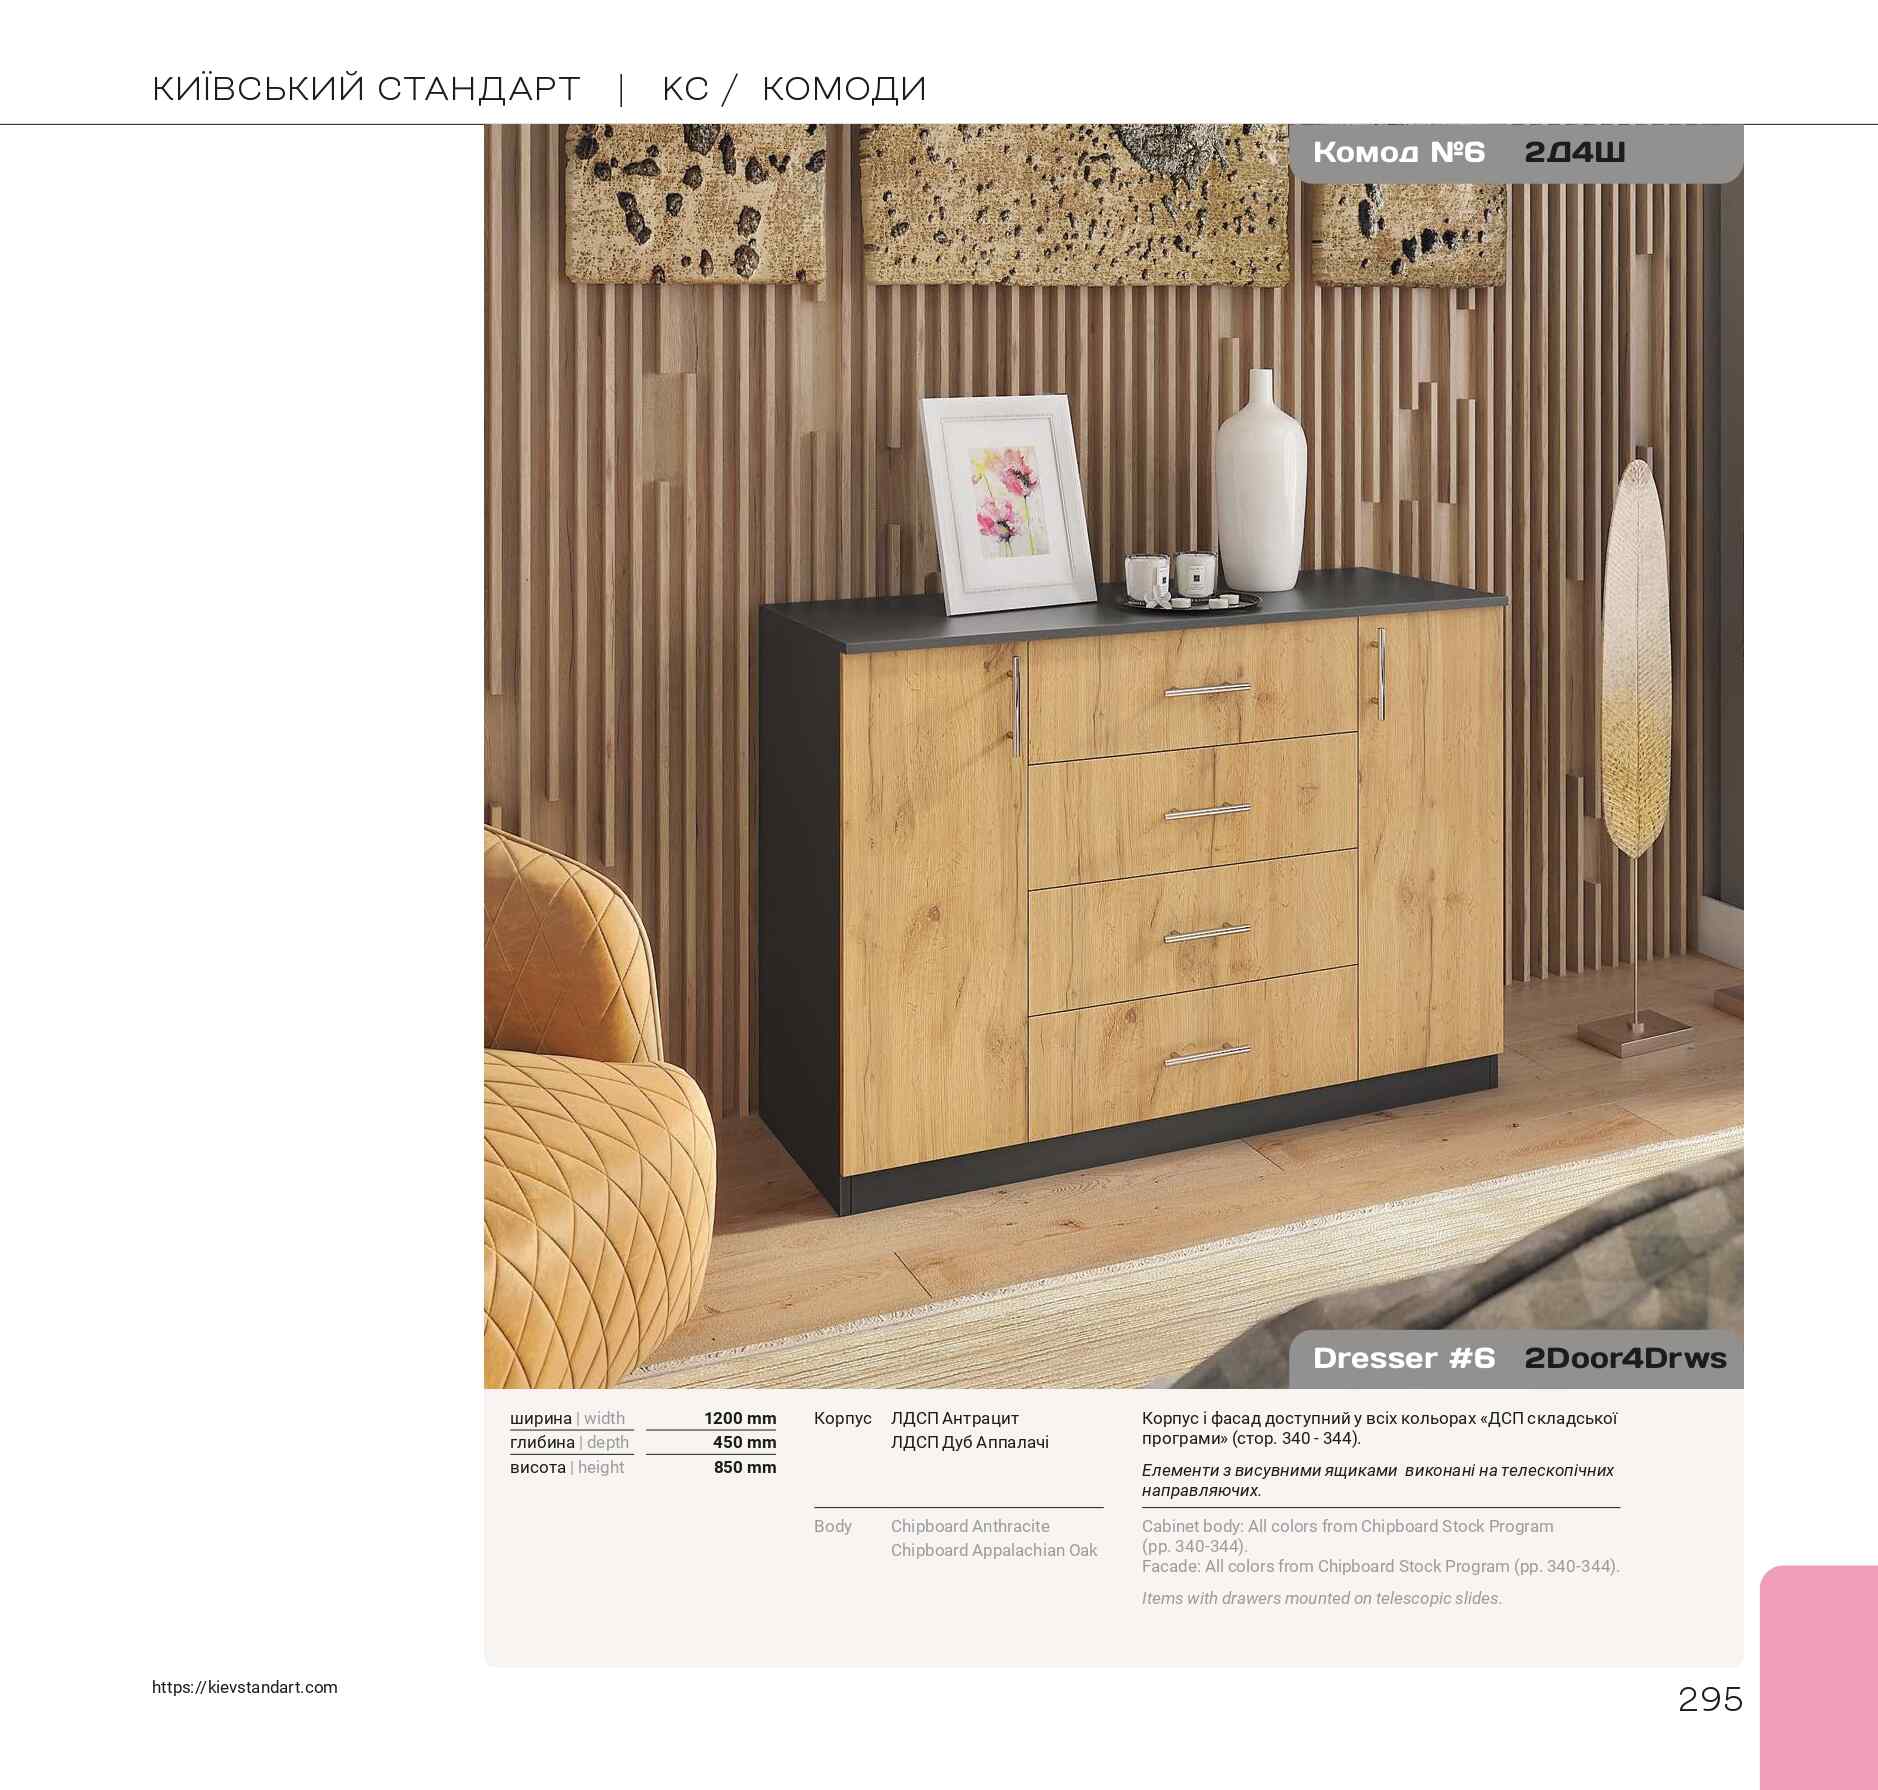 КИЇВСЬКИЙ СТАНДАРТ | КС / КОМОДИ
Комод №6 2Д4Ш
Dresser #6 2Door4Drws
ширина | width 1200 mm
глибина | depth 450 mm
висота | height 850 mm
Корпус ЛДСП Антрацит
ЛДСП Дуб Аппалачі
Body Chipboard Anthracite
Chipboard Appalachian Oak
Корпус і фасад доступний у всіх кольорах «ДСП складської
програми» (стор. 340 - 344).
Елементи з висувними ящиками виконані на телескопічних
направляючих.
Cabinet body: All colors from Chipboard Stock Program
(pp. 340-344).
Facade: All colors from Chipboard Stock Program (pp. 340-344).
Items with drawers mounted on telescopic slides.
https://kievstandart.com
295